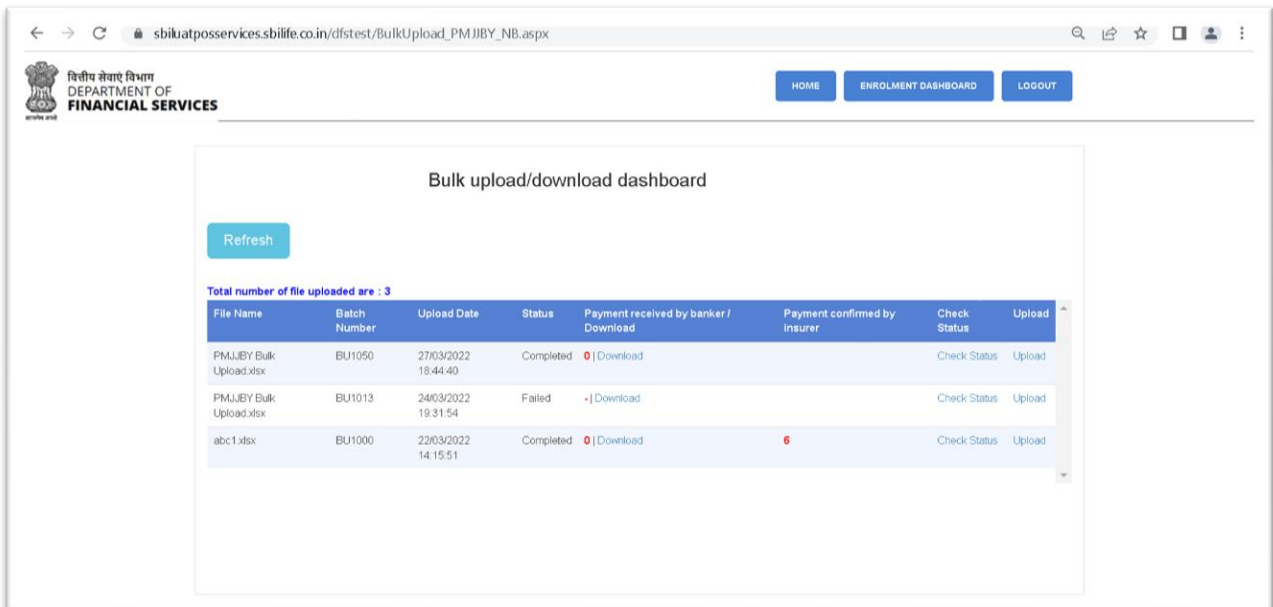 sbiluatposservices.sbilife.co.in/dfstest/BulkUpload_PMJJBY_NB.aspx
वित्तीय सेवाएं विभाग
DEPARTMENT OF
FINANCIAL SERVICES
HOME ENROLMENT DASHBOARD LOGOUT
Bulk upload/download dashboard
Refresh
Total number of file uploaded are : 3
File Name Batch Number Upload Date Status Payment received by banker / Download Payment confirmed by insurer Check Status Upload
PMJJBY Bulk Upload.xlsx BU1050 27/03/2022 18:44:40 Completed 0 | Download Check Status Upload
PMJJBY Bulk Upload.xlsx BU1013 24/03/2022 19:31:54 Failed - | Download Check Status Upload
abc1.xlsx BU1000 22/03/2022 14:15:51 Completed 0 | Download 6 Check Status Upload